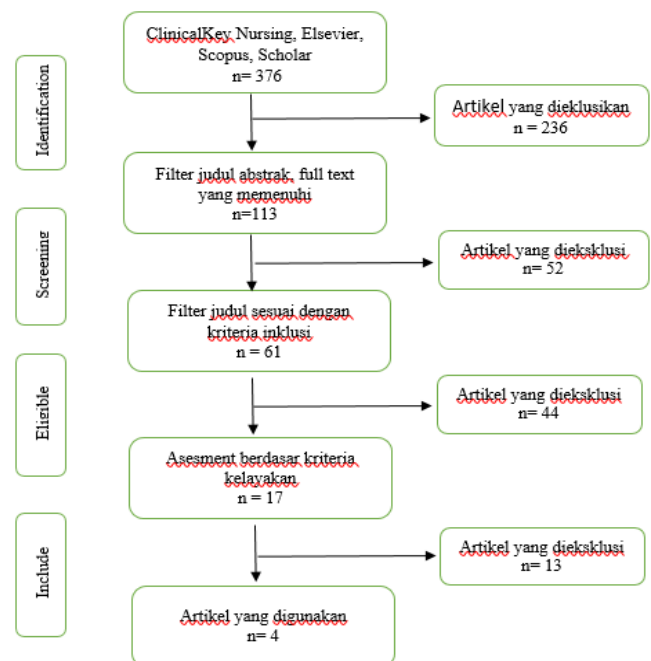 ClinicalKey Nursing, Elsevier,
Scopus, Scholar
n= 376
Identification
Artikel yang dieklusikan
n = 236
Filter judul abstrak, full text
yang memenuhi
n=113
Screening
Artikel yang dieksklusi
n= 52
Filter judul sesuai dengan
kriteria inklusi
n = 61
Eligible
Artikel yang dieksklusi
n= 44
Asesment berdasar kriteria
kelayakan
n = 17
Include
Artikel yang dieksklusi
n= 13
Artikel yang digunakan
n= 4